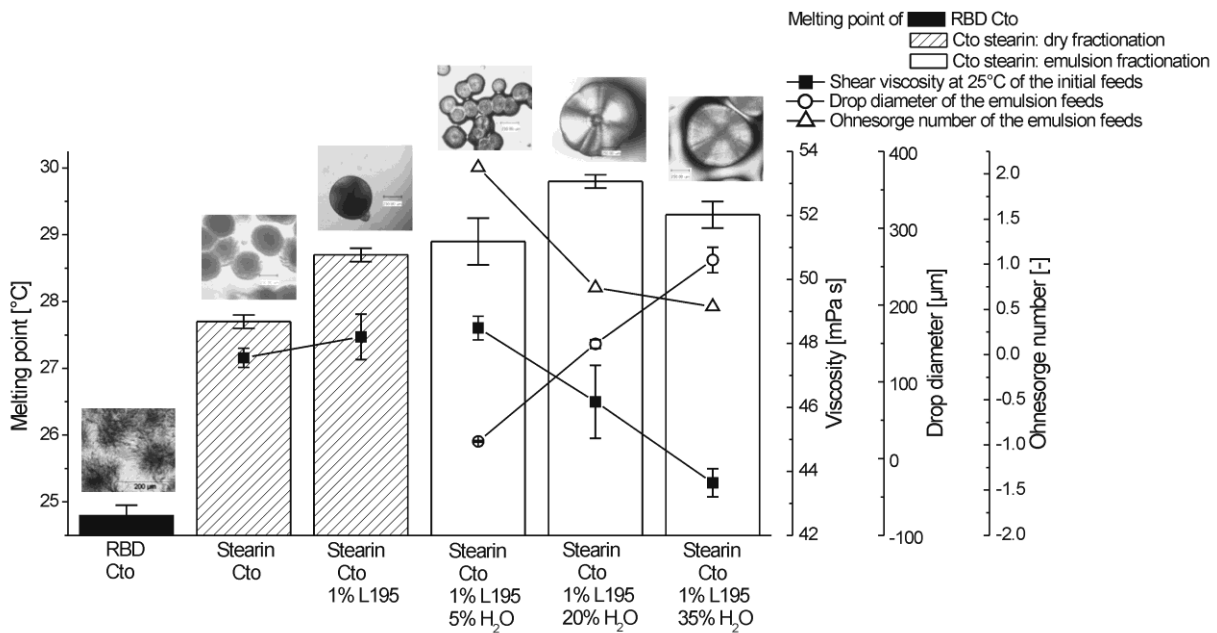 Melting point of RBD Cto
Cto stearin: dry fractionation
Cto stearin: emulsion fractionation
Shear viscosity at 25°C of the initial feeds
Drop diameter of the emulsion feeds
Ohnesorge number of the emulsion feeds
Melting point [°C]
30
29
28
27
26
25
200 µm
Viscosity [mPa s]
54
52
50
48
46
44
42
Drop diameter [µm]
400
300
200
100
0
-100
Ohnesorge number [-]
2.0
1.5
1.0
0.5
0.0
-0.5
-1.0
-1.5
-2.0
RBD
Cto
Stearin
Cto
Stearin
Cto
1% L195
Stearin
Cto
1% L195
5% H₂O
Stearin
Cto
1% L195
20% H₂O
Stearin
Cto
1% L195
35% H₂O